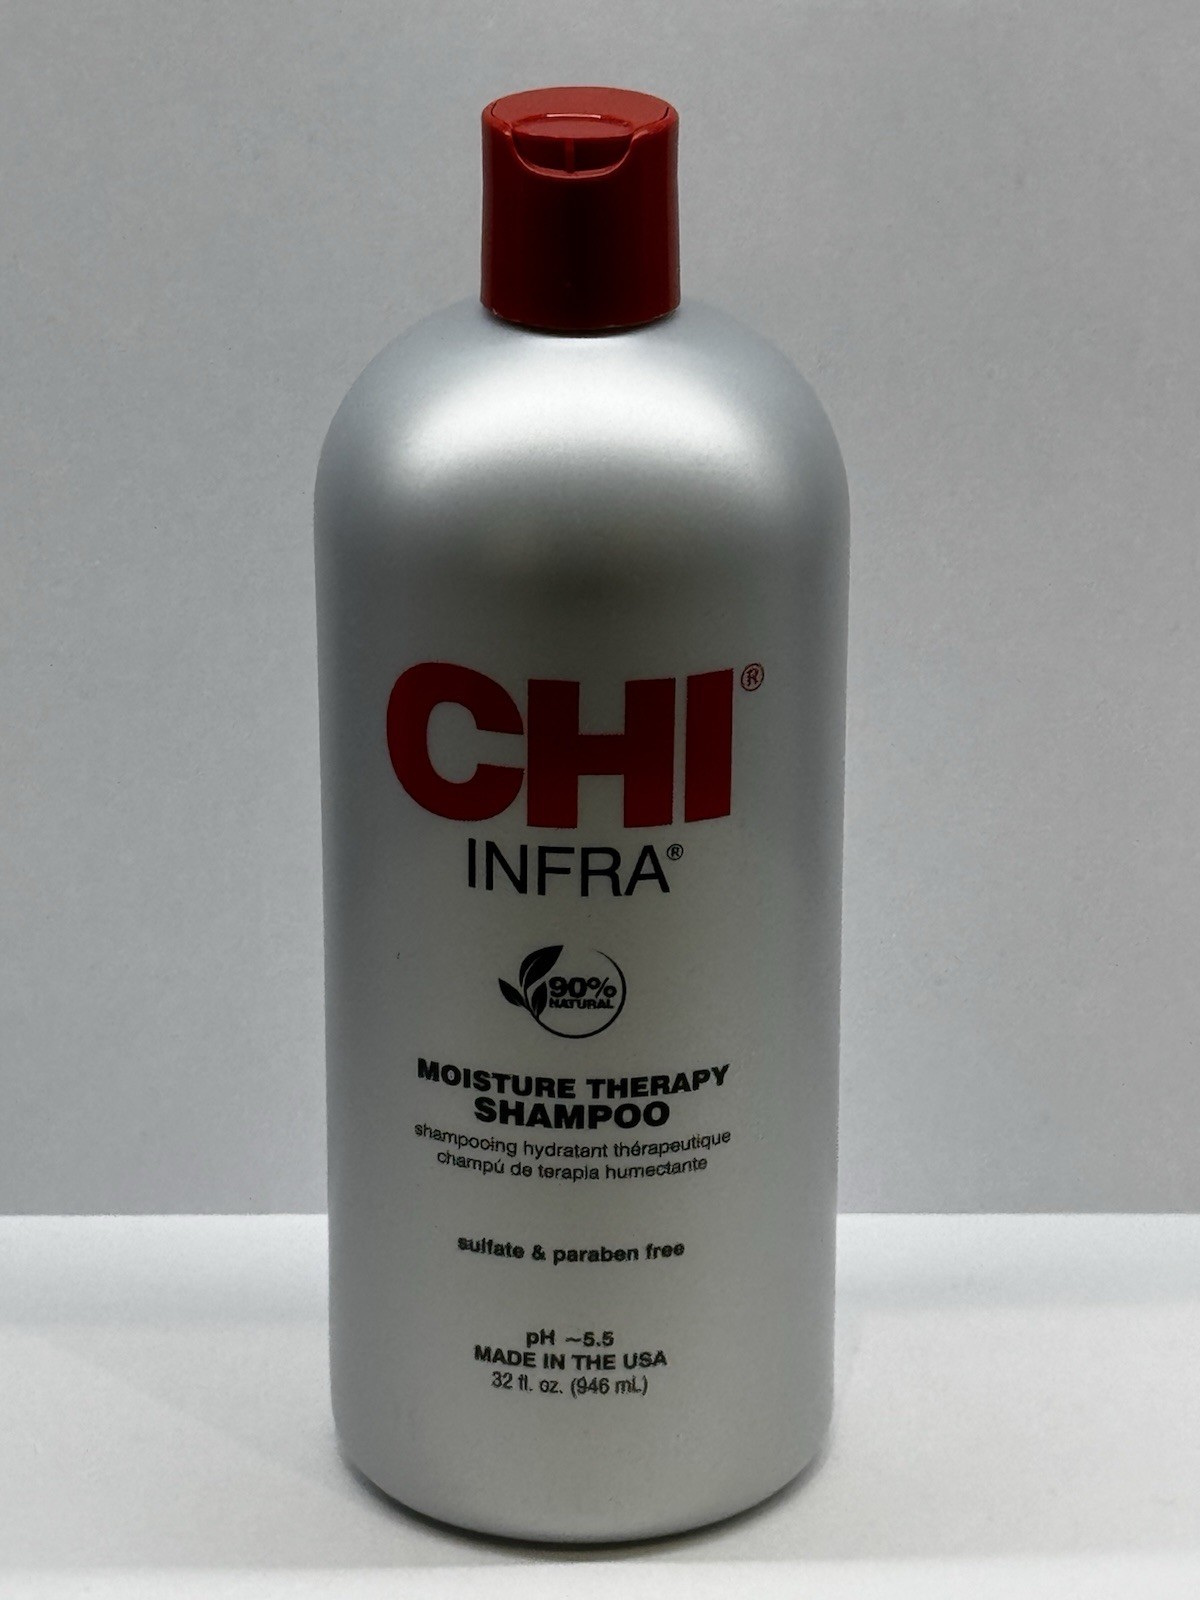 CHI®
INFRA®
90%
NATURAL
MOISTURE THERAPY
SHAMPOO
shampooing hydratant thérapeutique
champú de terapia humectante
sulfate & paraben free
pH ~5.5
MADE IN THE USA
32 fl. oz. (946 mL)